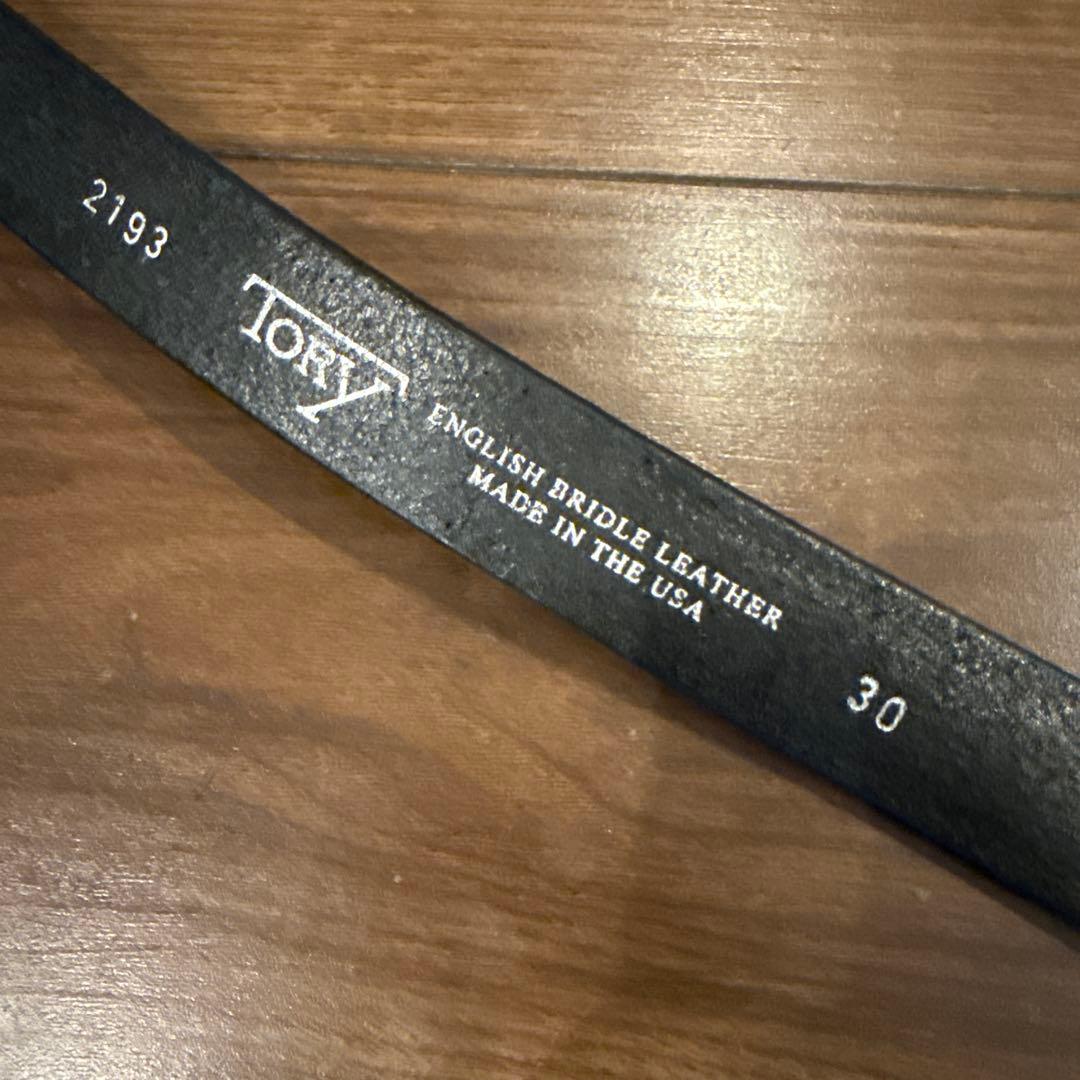 2193
TORY
ENGLISH BRIDLE LEATHER
MADE IN THE USA
30